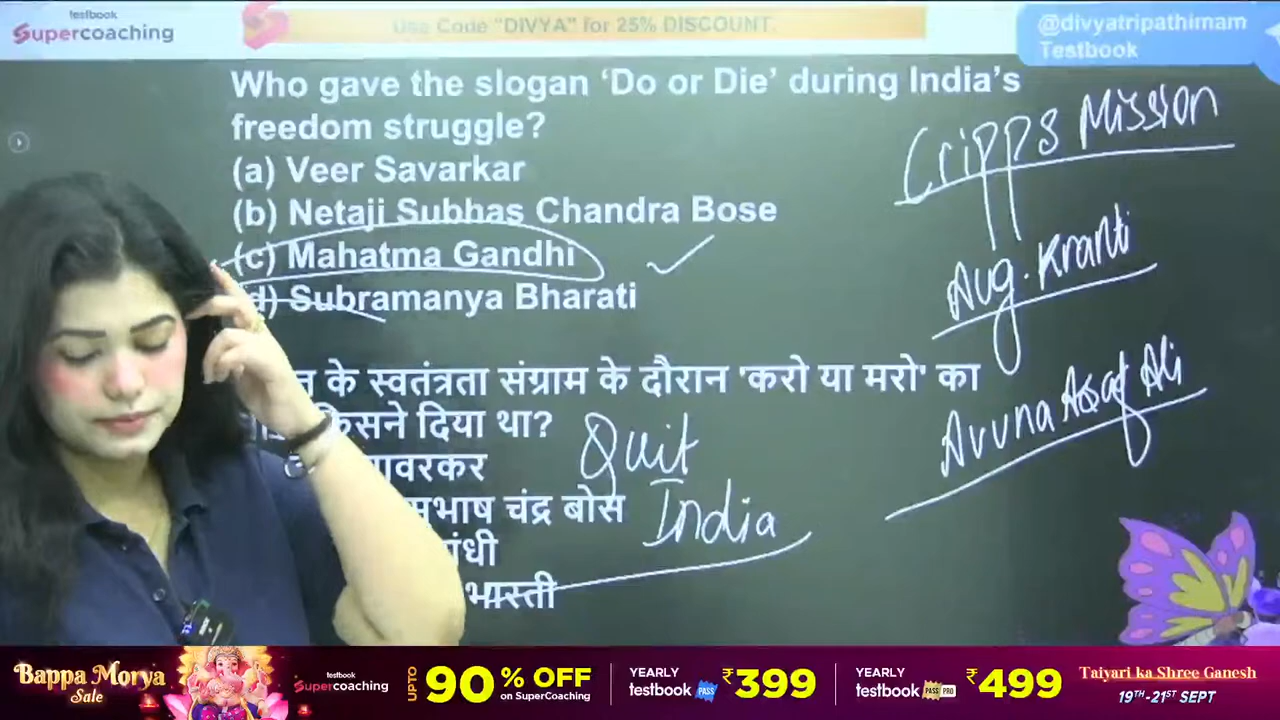 testbook
Supercoaching
Use Code "DIVYA" for 25% DISCOUNT.
@divyatripathimam
Testbook
Who gave the slogan 'Do or Die' during India's
freedom struggle?
(a) Veer Savarkar
(b) Netaji Subhas Chandra Bose
(c) Mahatma Gandhi
(d) Subramanya Bharati
Cripps Mission
Aug. Kranti
Aruna Asaf Ali
के स्वतंत्रता संग्राम के दौरान 'करो या मरो' का
किसने दिया था?
सुभाष चंद्र बोस
Quit
India
Bappa Morya
Sale
testbook
Supercoaching
UPTO 90% OFF
on SuperCoaching
YEARLY
testbook PASS
₹399
YEARLY
testbook PASS PRO
₹499
Taiyari ka Shree Ganesh
19TH-21ST SEPT